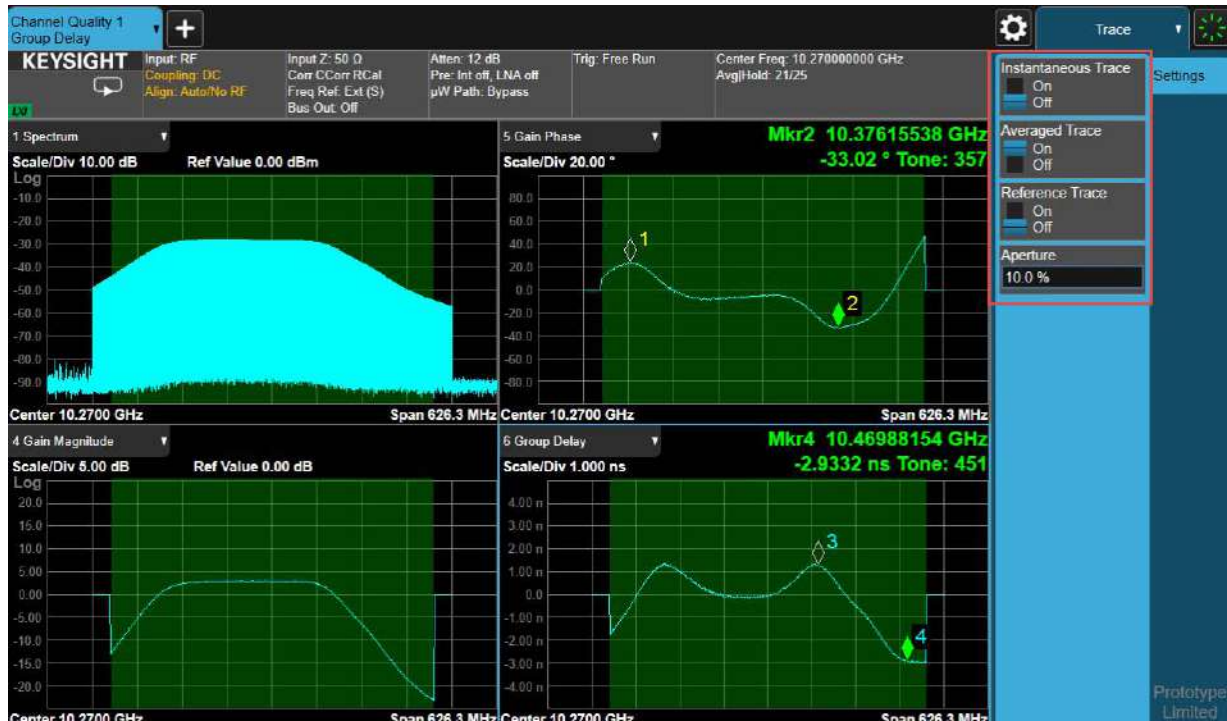 Channel Quality 1
Group Delay
Trace
KEYSIGHT
Input: RF
Coupling: DC
Align: Auto/No RF
Input Z: 50 Ω
Corr CCorr RCal
Freq Ref: Ext (S)
Bus Out: Off
Atten: 12 dB
Pre: Int off, LNA off
µW Path: Bypass
Trig: Free Run
Center Freq: 10.270000000 GHz
Avg|Hold: 21/25
Instantaneous Trace
On
Off
Averaged Trace
On
Off
Reference Trace
On
Off
Aperture
10.0 %
Settings
1 Spectrum
Scale/Div 10.00 dB Ref Value 0.00 dBm
Log
-10.0
-20.0
-30.0
-40.0
-50.0
-60.0
-70.0
-80.0
-90.0
Center 10.2700 GHz Span 626.3 MHz
5 Gain Phase
Mkr2 10.37615538 GHz
Scale/Div 20.00 °
-33.02 ° Tone: 357
80.0
60.0
40.0
20.0
0.0
-20.0
-40.0
-60.0
-80.0
1
2
Center 10.2700 GHz Span 626.3 MHz
4 Gain Magnitude
Scale/Div 5.00 dB Ref Value 0.00 dB
Log
20.0
15.0
10.0
5.00
0.00
-5.00
-10.0
-15.0
-20.0
Center 10.2700 GHz Span 626.3 MHz
6 Group Delay
Mkr4 10.46988154 GHz
Scale/Div 1.000 ns
-2.9332 ns Tone: 451
4.00 n
3.00 n
2.00 n
1.00 n
0.0
-1.00 n
-2.00 n
-3.00 n
-4.00 n
3
4
Center 10.2700 GHz Span 626.3 MHz
Prototype
Limited